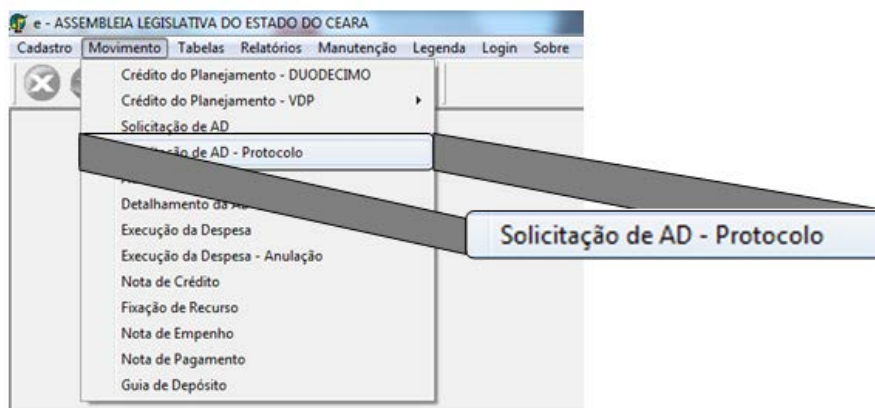 e - ASSEMBLEIA LEGISLATIVA DO ESTADO DO CEARA
Cadastro Movimento Tabelas Relatórios Manutenção Legenda Login Sobre
Crédito do Planejamento - DUODECIMO
Crédito do Planejamento - VDP
Solicitação de AD
de AD - Protocolo
Solicitação de AD - Protocolo
Detalhamento da
Execução da Despesa
Execução da Despesa - Anulação
Nota de Crédito
Fixação de Recurso
Nota de Empenho
Nota de Pagamento
Guia de Depósito